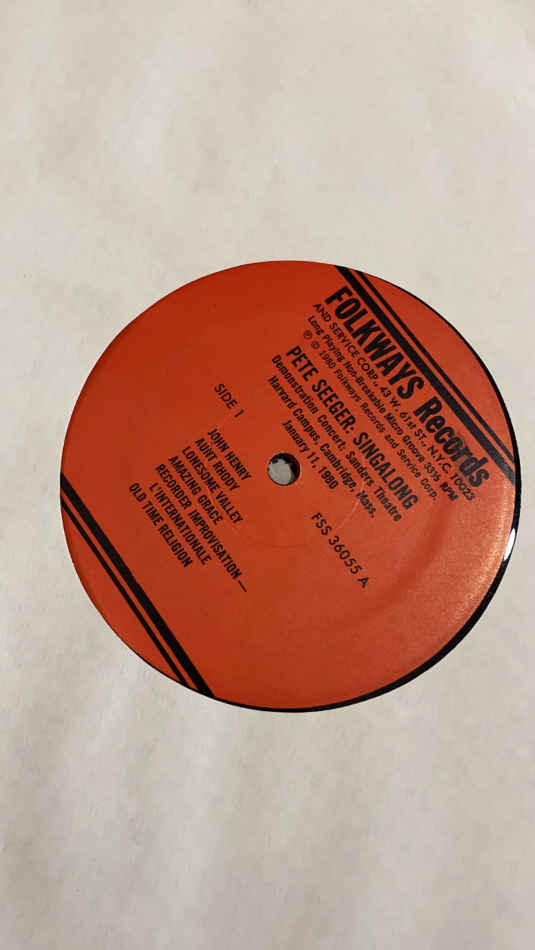 FOLKWAYS Records
AND SERVICE CORP., 43 W. 61st ST., N.Y.C. 10023
Long Playing Non-Breakable Micro Groove 33⅓ RPM
℗ © 1980 Folkways Records and Service Corp.
PETE SEEGER: SINGALONG
Demonstration Concert: Sanders Theatre
Harvard Campus, Cambridge, Mass.
January 11, 1980
SIDE 1
FSS 36055 A
JOHN HENRY
AUNT RHODY
LONESOME VALLEY
AMAZING GRACE
RECORDER IMPROVISATION —
L'INTERNATIONALE
OLD TIME RELIGION